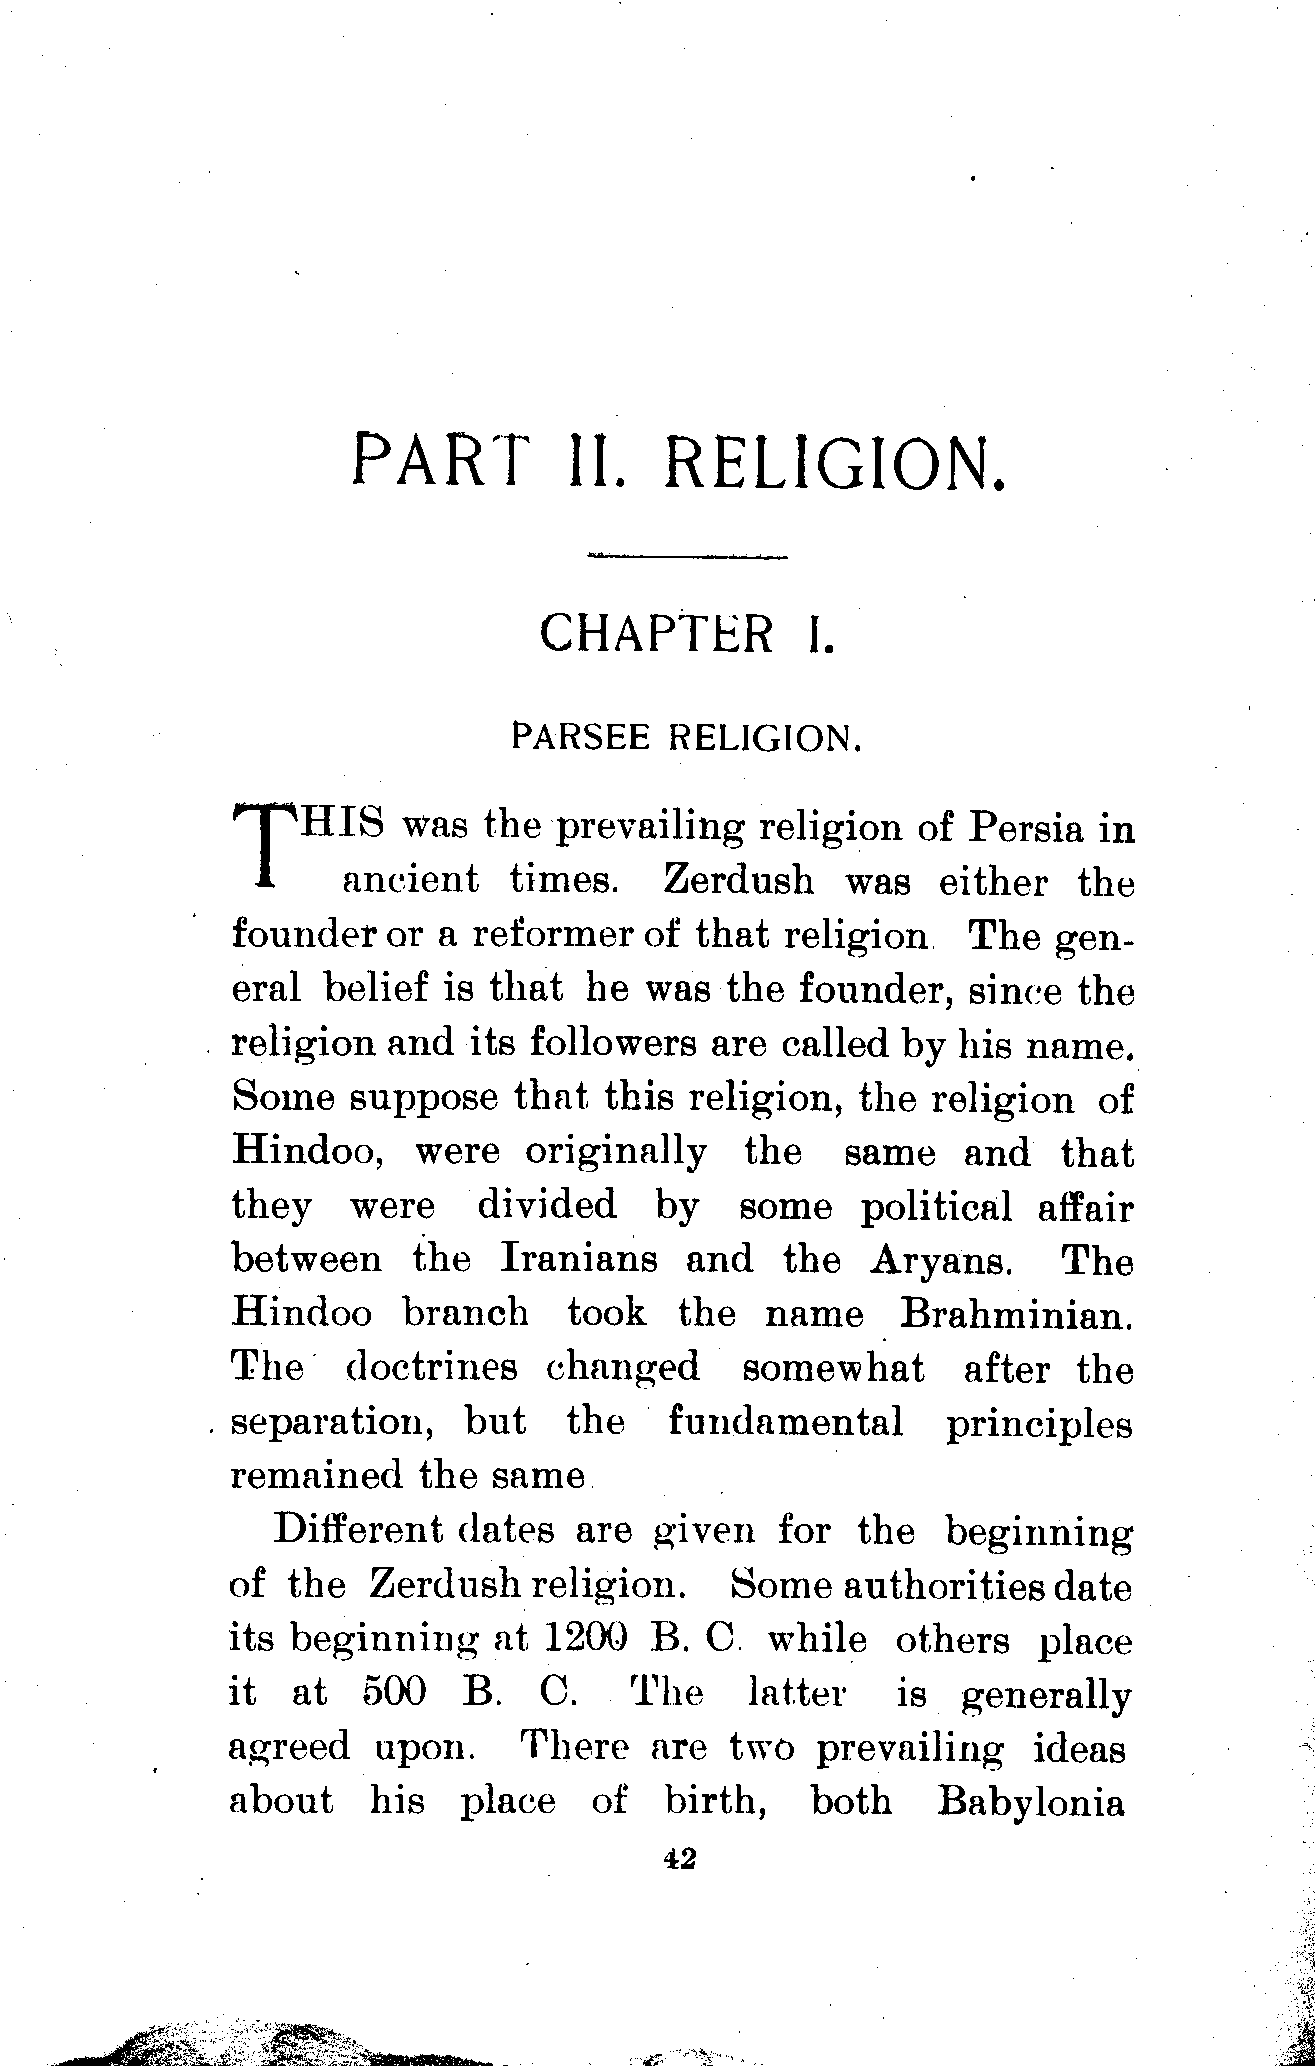 PART II. RELIGION.
CHAPTER I.
PARSEE RELIGION.
THIS was the prevailing religion of Persia in
ancient times. Zerdush was either the
founder or a reformer of that religion. The gen-
eral belief is that he was the founder, since the
religion and its followers are called by his name.
Some suppose that this religion, the religion of
Hindoo, were originally the same and that
they were divided by some political affair
between the Iranians and the Aryans. The
Hindoo branch took the name Brahminian.
The doctrines changed somewhat after the
separation, but the fundamental principles
remained the same.
Different dates are given for the beginning
of the Zerdush religion. Some authorities date
its beginning at 1200 B. C. while others place
it at 500 B. C. The latter is generally
agreed upon. There are two prevailing ideas
about his place of birth, both Babylonia
42